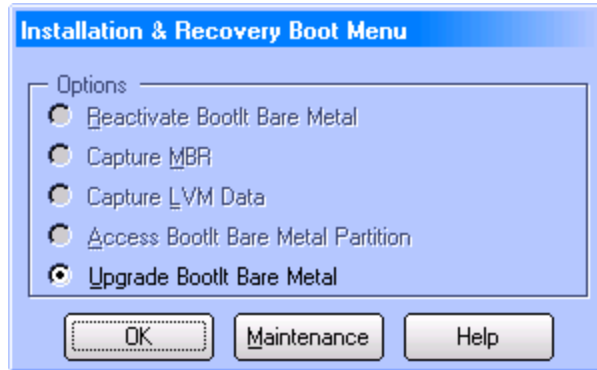 Installation & Recovery Boot Menu
Options
Reactivate BootIt Bare Metal
Capture MBR
Capture LVM Data
Access BootIt Bare Metal Partition
Upgrade BootIt Bare Metal
OK Maintenance Help